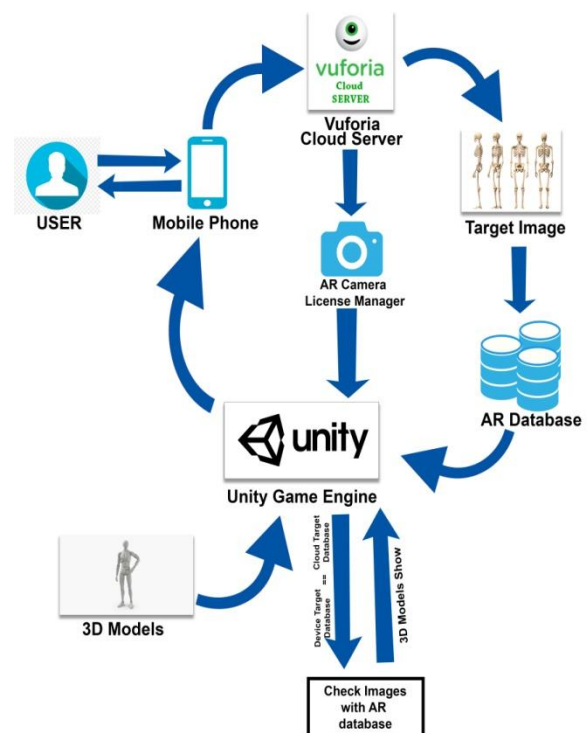 vuforia
Cloud
SERVER
Vuforia
Cloud Server
USER
Mobile Phone
Target Image
AR Camera
License Manager
AR Database
unity
Unity Game Engine
3D Models
Device Target
Database
==
Cloud Target
Database
3D Models Show
Check Images
with AR
database